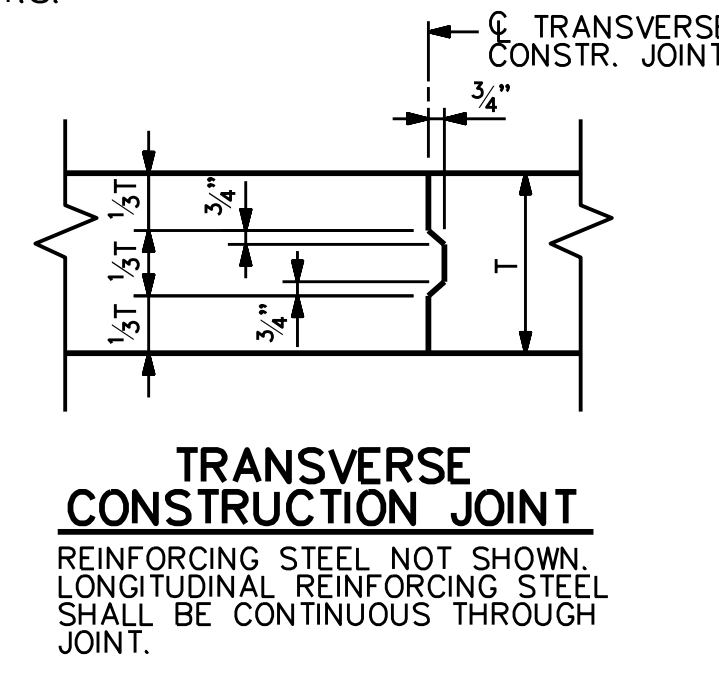 ℄ TRANSVERSE
CONSTR. JOINT
3/4"
1/3T
3/4"
1/3T
T
3/4"
1/3T
TRANSVERSE
CONSTRUCTION JOINT
REINFORCING STEEL NOT SHOWN.
LONGITUDINAL REINFORCING STEEL
SHALL BE CONTINUOUS THROUGH
JOINT.